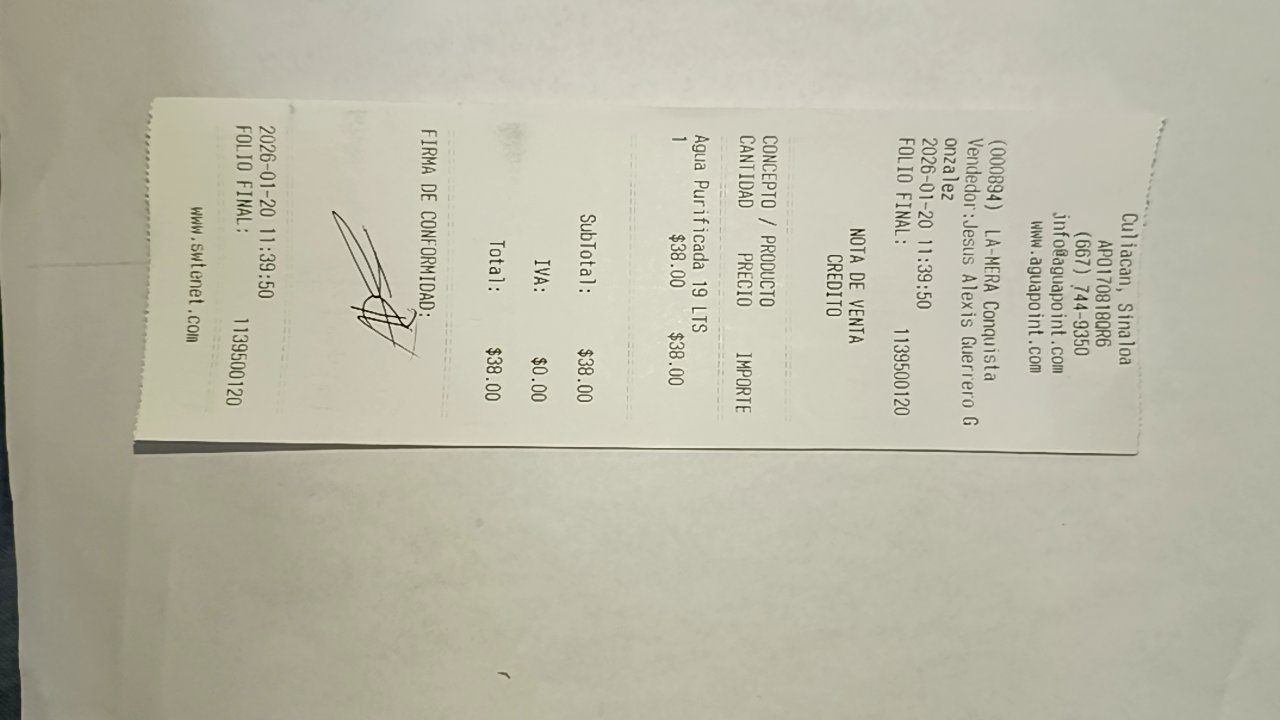 Culiacan, Sinaloa
APO170818QR6
(667) 744-9350
info@aguapoint.com
www.aguapoint.com
(000894) LA-MERA Conquista
Vendedor:Jesus Alexis Guerrero G
onzalez
2026-01-20 11:39:50
FOLIO FINAL: 1139500120
NOTA DE VENTA
CREDITO
CONCEPTO / PRODUCTO
CANTIDAD PRECIO IMPORTE
Agua Purificada 19 LTS
1 $38.00 $38.00
SubTotal: $38.00
IVA: $0.00
Total: $38.00
FIRMA DE CONFORMIDAD:
2026-01-20 11:39:50
FOLIO FINAL: 1139500120
www.swtenet.com